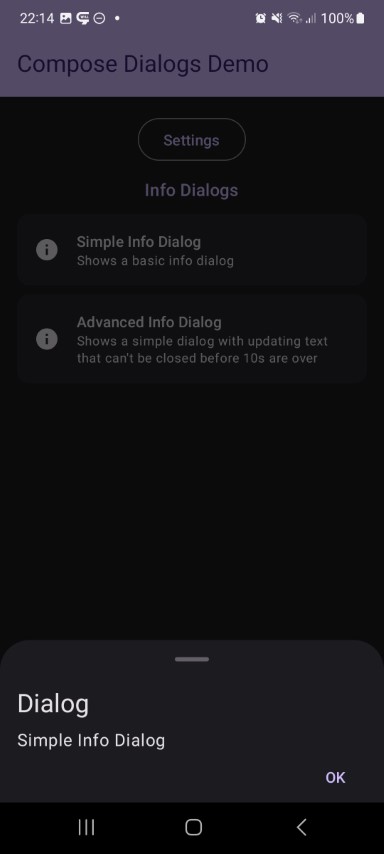 22:14
100%
Compose Dialogs Demo
Settings
Info Dialogs
Simple Info Dialog
Shows a basic info dialog
Advanced Info Dialog
Shows a simple dialog with updating text
that can't be closed before 10s are over
Dialog
Simple Info Dialog
OK